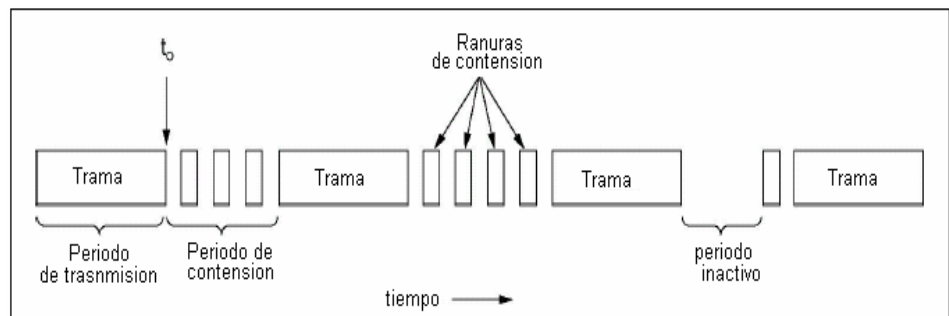 t₀
Ranuras
de contension
Trama
Trama
Trama
Trama
Periodo
de trasnmision
Periodo de
contension
periodo
inactivo
tiempo